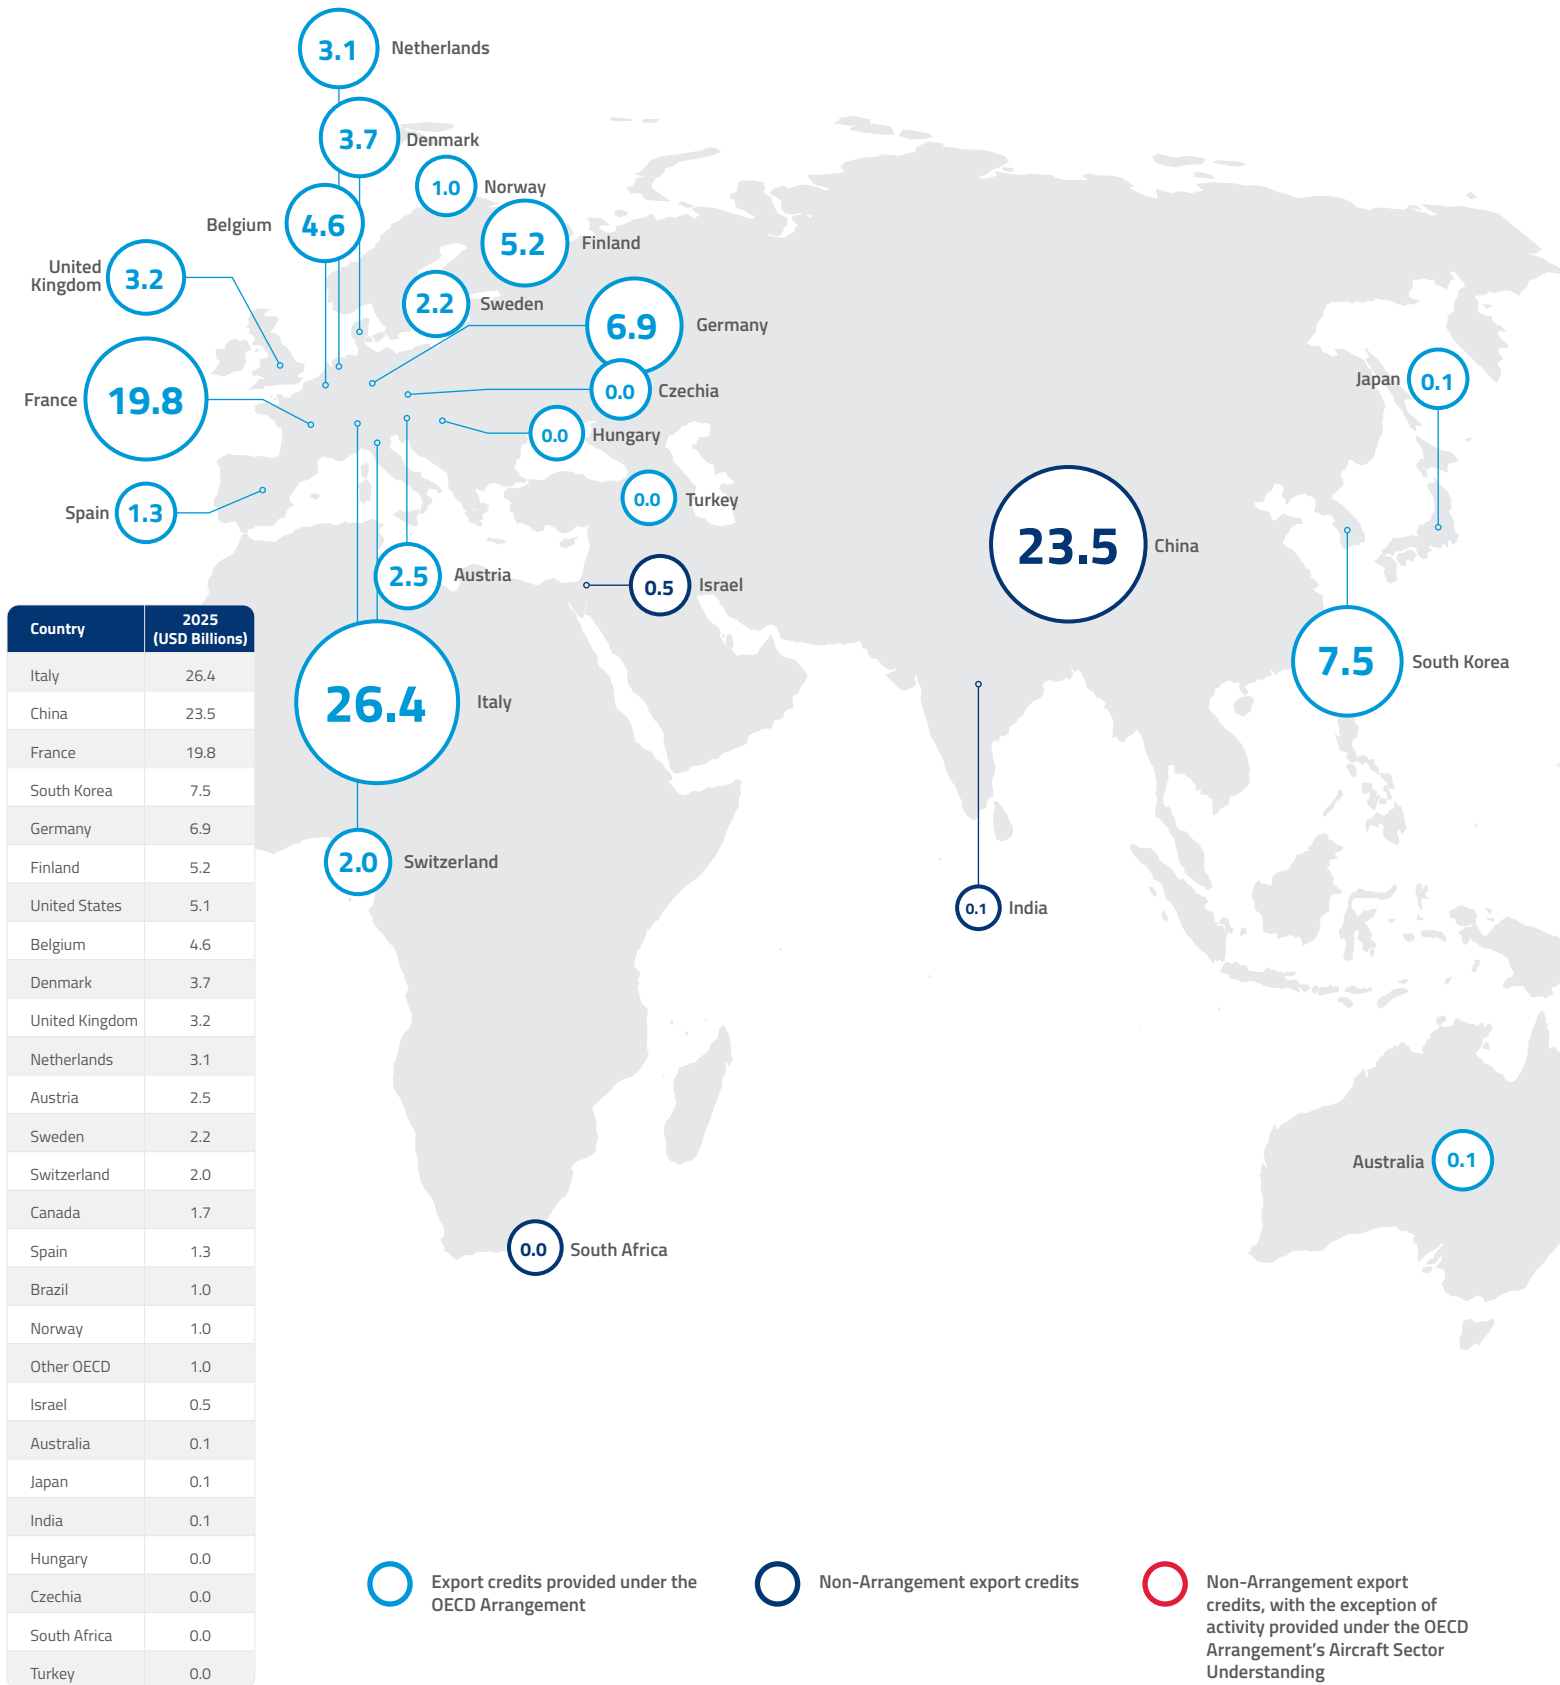 3.1 Netherlands
3.7 Denmark
1.0 Norway
Belgium 4.6
5.2 Finland
United
Kingdom 3.2
2.2 Sweden
6.9 Germany
France 19.8
0.0 Czechia
Japan 0.1
0.0 Hungary
Spain 1.3
0.0 Turkey
23.5 China
2.5 Austria
0.5 Israel
7.5 South Korea
26.4 Italy
2.0 Switzerland
0.1 India
Australia 0.1
0.0 South Africa
Country 2025
(USD Billions)
Italy 26.4
China 23.5
France 19.8
South Korea 7.5
Germany 6.9
Finland 5.2
United States 5.1
Belgium 4.6
Denmark 3.7
United Kingdom 3.2
Netherlands 3.1
Austria 2.5
Sweden 2.2
Switzerland 2.0
Canada 1.7
Spain 1.3
Brazil 1.0
Norway 1.0
Other OECD 1.0
Israel 0.5
Australia 0.1
Japan 0.1
India 0.1
Hungary 0.0
Czechia 0.0
South Africa 0.0
Turkey 0.0
Export credits provided under the
OECD Arrangement
Non-Arrangement export credits
Non-Arrangement export
credits, with the exception of
activity provided under the OECD
Arrangement’s Aircraft Sector
Understanding